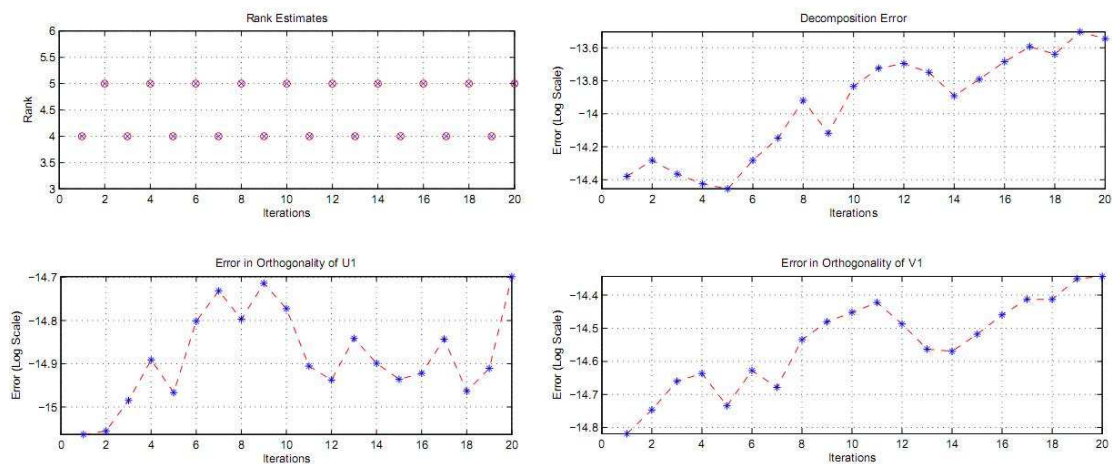 Rank Estimates
6
5.5
5
4.5
4
3.5
3
Rank
0 2 4 6 8 10 12 14 16 18 20
Iterations
Decomposition Error
−13.6
−13.8
−14
−14.2
−14.4
Error (Log Scale)
0 2 4 6 8 10 12 14 16 18 20
Iterations
Error in Orthogonality of U1
−14.7
−14.8
−14.9
−15
Error (Log Scale)
0 2 4 6 8 10 12 14 16 18 20
Iterations
Error in Orthogonality of V1
−14.4
−14.5
−14.6
−14.7
−14.8
Error (Log Scale)
0 2 4 6 8 10 12 14 16 18 20
Iterations